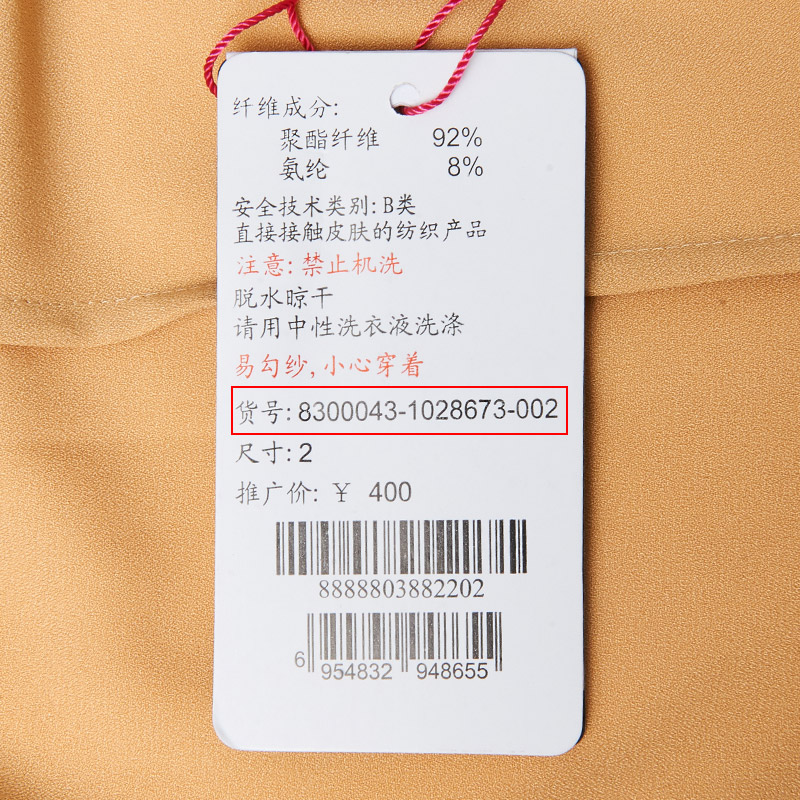 纤维成分:
聚酯纤维 92%
氨纶 8%
安全技术类别: B类
直接接触皮肤的纺织产品
注意: 禁止机洗
脱水晾干
请用中性洗衣液洗涤
易勾纱, 小心穿着
货号: 8300043-1028673-002
尺寸: 2
推广价: ¥ 400
8888803882202
6 954832 948655